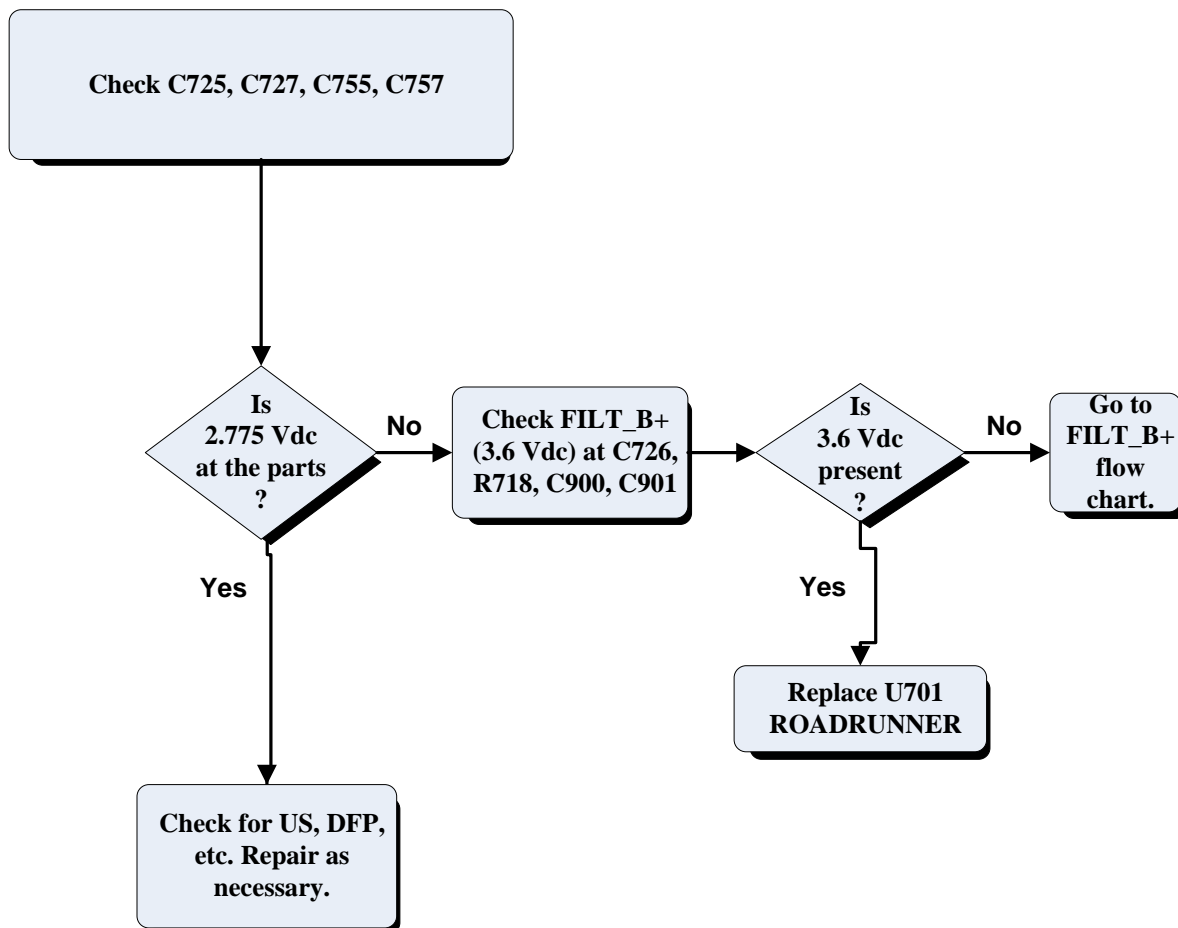 Check C725, C727, C755, C757
Is
2.775 Vdc
at the parts
?
No
Check FILT_B+
(3.6 Vdc) at C726,
R718, C900, C901
Is
3.6 Vdc
present
?
No
Go to
FILT_B+
flow
chart.
Yes
Yes
Replace U701
ROADRUNNER
Check for US, DFP,
etc. Repair as
necessary.